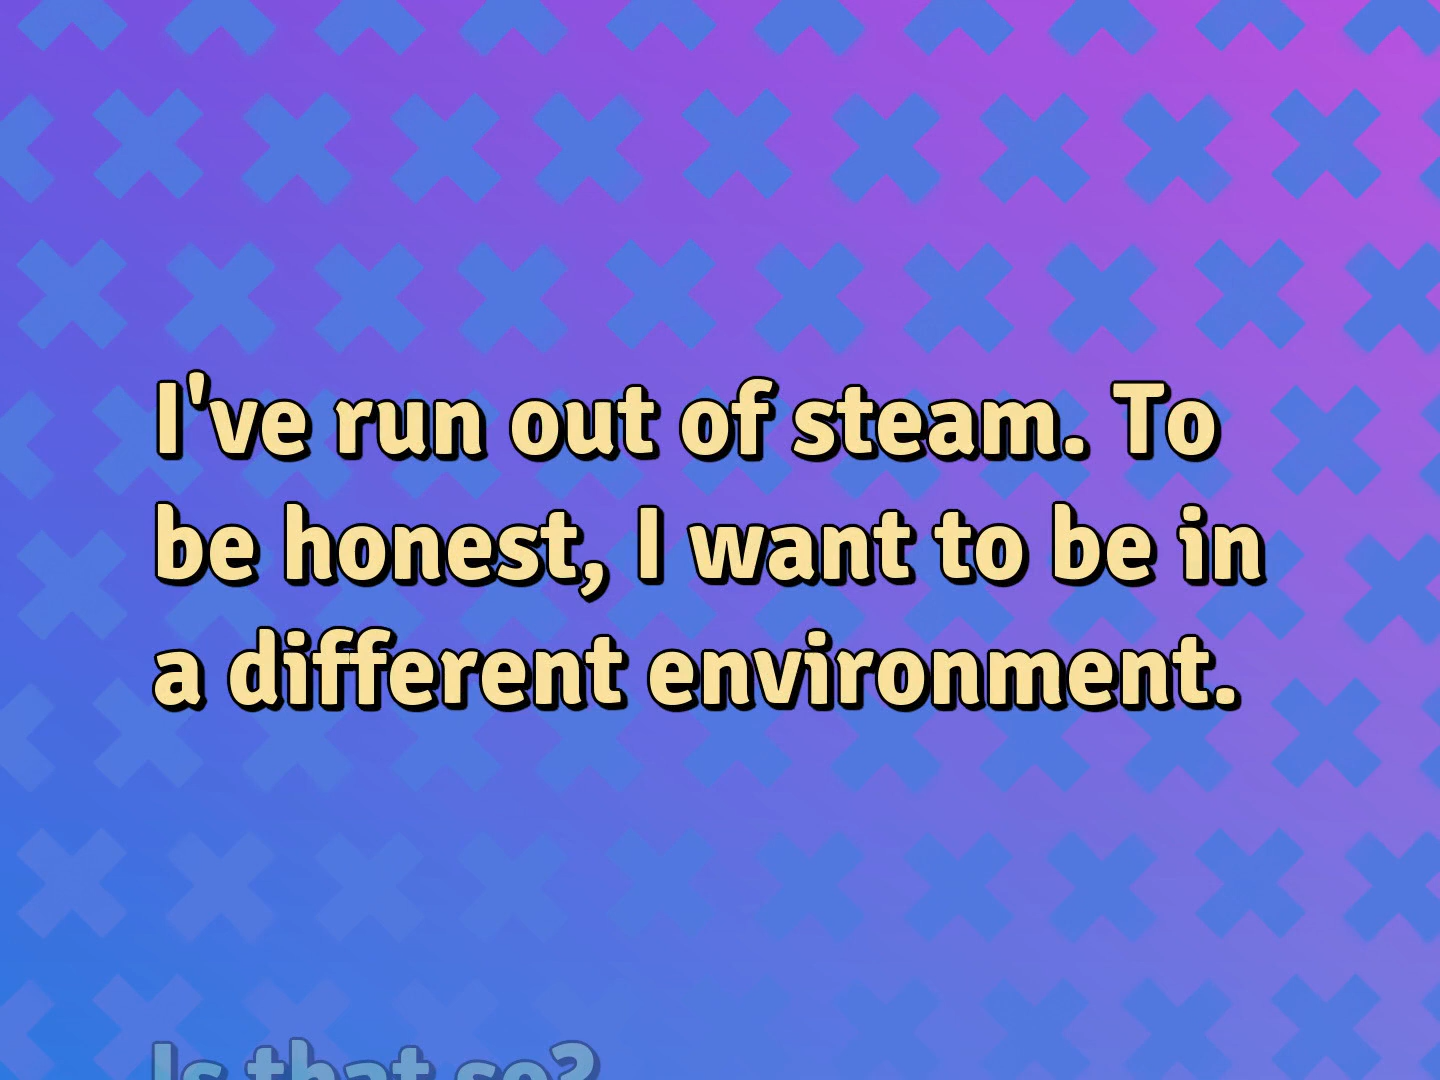 I've run out of steam. To
be honest, I want to be in
a different environment.
Is that so?